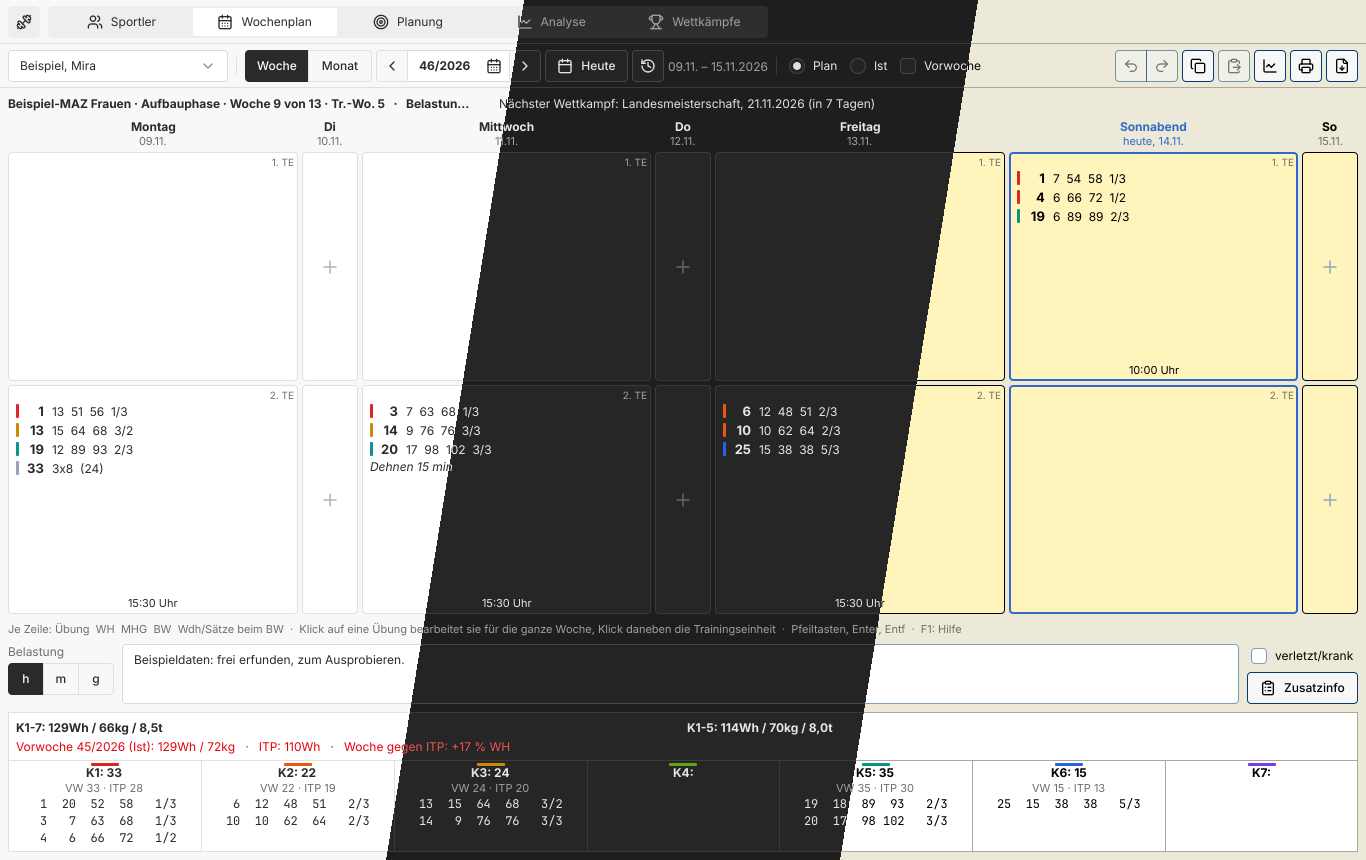 Sportler Wochenplan Planung Analyse Wettkämpfe
Beispiel, Mira Woche Monat 46/2026 Heute 09.11. – 15.11.2026 Plan Ist Vorwoche
Beispiel-MAZ Frauen · Aufbauphase · Woche 9 von 13 · Tr.-Wo. 5 · Belastun... Nächster Wettkampf: Landesmeisterschaft, 21.11.2026 (in 7 Tagen)
Montag Di Mittwoch Do Freitag Sonnabend So
09.11. 10.11. 11.11. 12.11. 13.11. heute, 14.11. 15.11.
1. TE 1. TE 1. TE 1. TE
1 7 54 58 1/3
4 6 66 72 1/2
19 6 89 89 2/3
10:00 Uhr
2. TE 2. TE 2. TE 2. TE
1 13 51 56 1/3 3 7 63 68 1/3 6 12 48 51 2/3
13 15 64 68 3/2 14 9 76 76 3/3 10 10 62 64 2/3
19 12 89 93 2/3 20 17 98 102 3/3 25 15 38 38 5/3
33 3x8 (24) Dehnen 15 min
15:30 Uhr 15:30 Uhr 15:30 Uhr
Je Zeile: Übung WH MHG BW Wdh/Sätze beim BW · Klick auf eine Übung bearbeitet sie für die ganze Woche, Klick daneben die Trainingseinheit · Pfeiltasten, Enter, Entf · F1: Hilfe
Belastung Beispieldaten: frei erfunden, zum Ausprobieren. verletzt/krank
h m g Zusatzinfo
K1-7: 129Wh / 66kg / 8,5t K1-5: 114Wh / 70kg / 8,0t
Vorwoche 45/2026 (Ist): 129Wh / 72kg · ITP: 110Wh · Woche gegen ITP: +17 % WH
K1: 33 K2: 22 K3: 24 K4: K5: 35 K6: 15 K7:
VW 33 · ITP 28 VW 22 · ITP 19 VW 24 · ITP 20 VW 35 · ITP 30 VW 15 · ITP 13
1 20 52 58 1/3 6 12 48 51 2/3 13 15 64 68 3/2 19 18 89 93 2/3 25 15 38 38 5/3
3 7 63 68 1/3 10 10 62 64 2/3 14 9 76 76 3/3 20 17 98 102 3/3
4 6 66 72 1/2